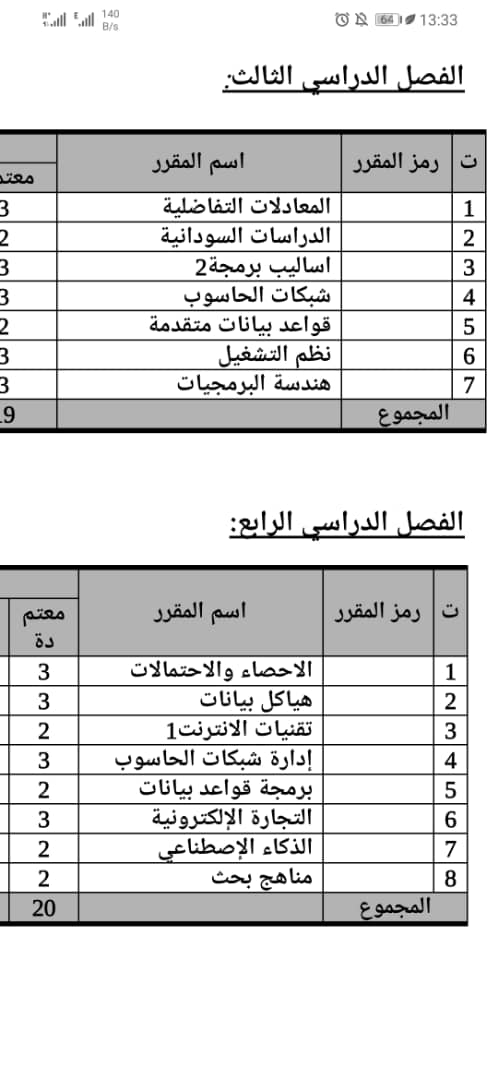 140
B/s
64
13:33
الفصل الدراسي الثالث:
ت رمز المقرر اسم المقرر
1 المعادلات التفاضلية 3
2 الدراسات السودانية 2
3 اساليب برمجة2 3
4 شبكات الحاسوب 3
5 قواعد بيانات متقدمة 2
6 نظم التشغيل 3
7 هندسة البرمجيات 3
المجموع
الفصل الدراسي الرابع:
ت رمز المقرر اسم المقرر معتم
دة
1 الاحصاء والاحتمالات 3
2 هياكل بيانات 3
3 تقنيات الانترنت1 2
4 إدارة شبكات الحاسوب 3
5 برمجة قواعد بيانات 2
6 التجارة الإلكترونية 3
7 الذكاء الإصطناعي 2
8 مناهج بحث 2
المجموع 20